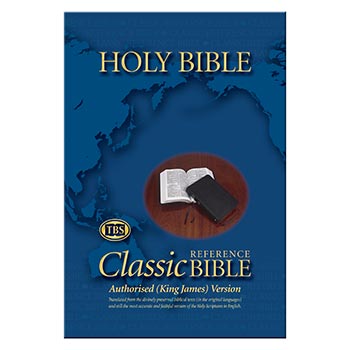 HOLY BIBLE
TBS
REFERENCE
Classic BIBLE
Authorised (King James) Version
Translated from the divinely preserved biblical texts (in the original languages)
and still the most accurate and faithful version of the Holy Scriptures in English.